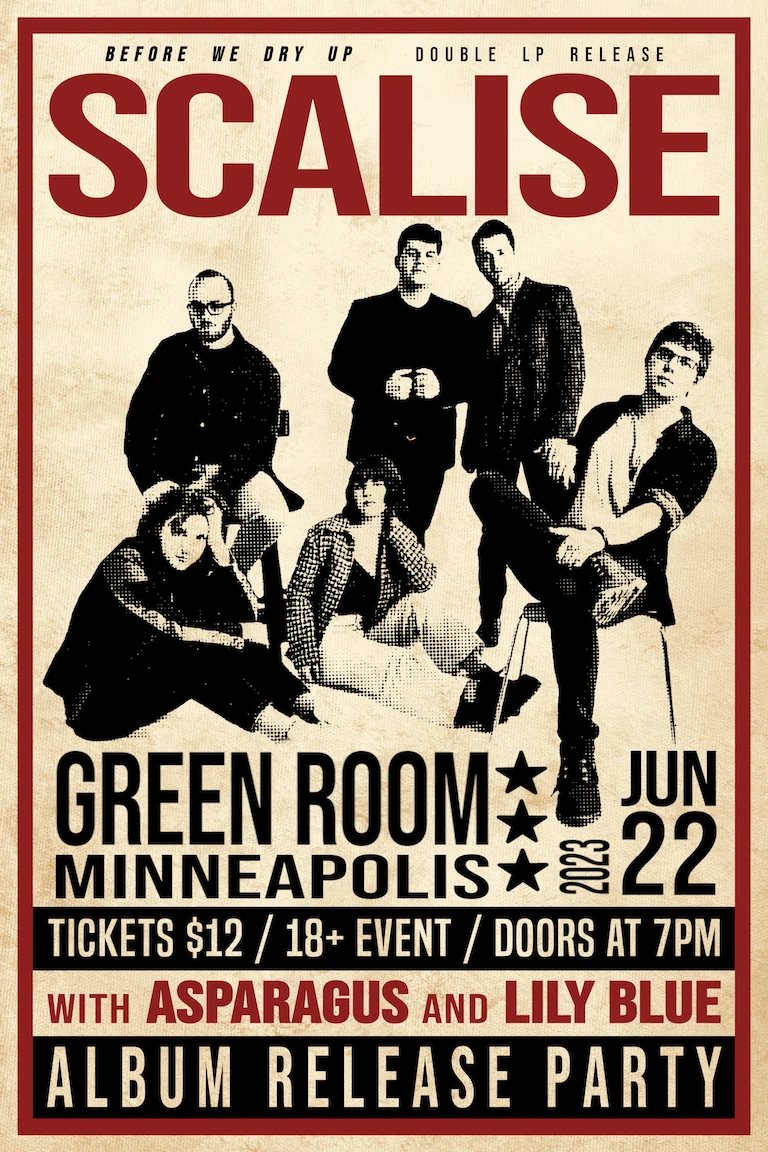 BEFORE WE DRY UP DOUBLE LP RELEASE
SCALISE
GREEN ROOM
MINNEAPOLIS
2023
JUN
22
TICKETS $12 / 18+ EVENT / DOORS AT 7PM
WITH ASPARAGUS AND LILY BLUE
ALBUM RELEASE PARTY